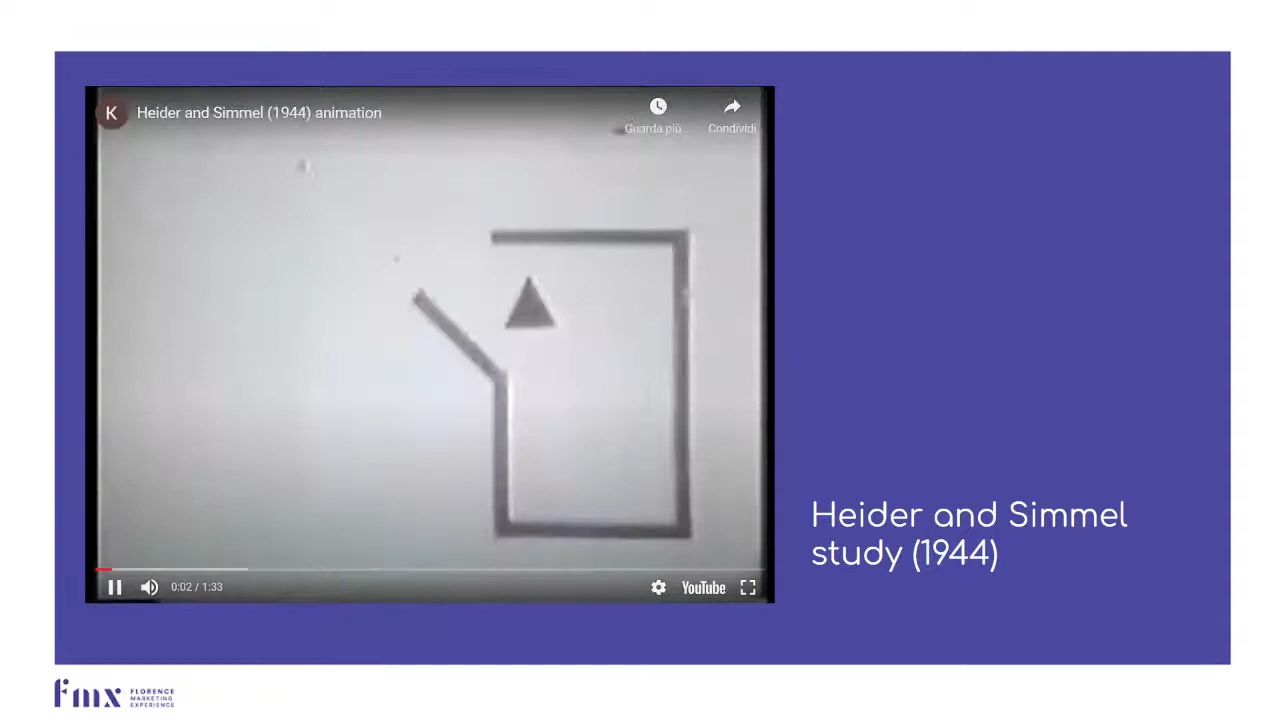 K
Heider and Simmel (1944) animation
Guarda più...
Condividi
0:02 / 1:33
YouTube
Heider and Simmel
study (1944)
fmx
FLORENCE
MARKETING
EXPERIENCE